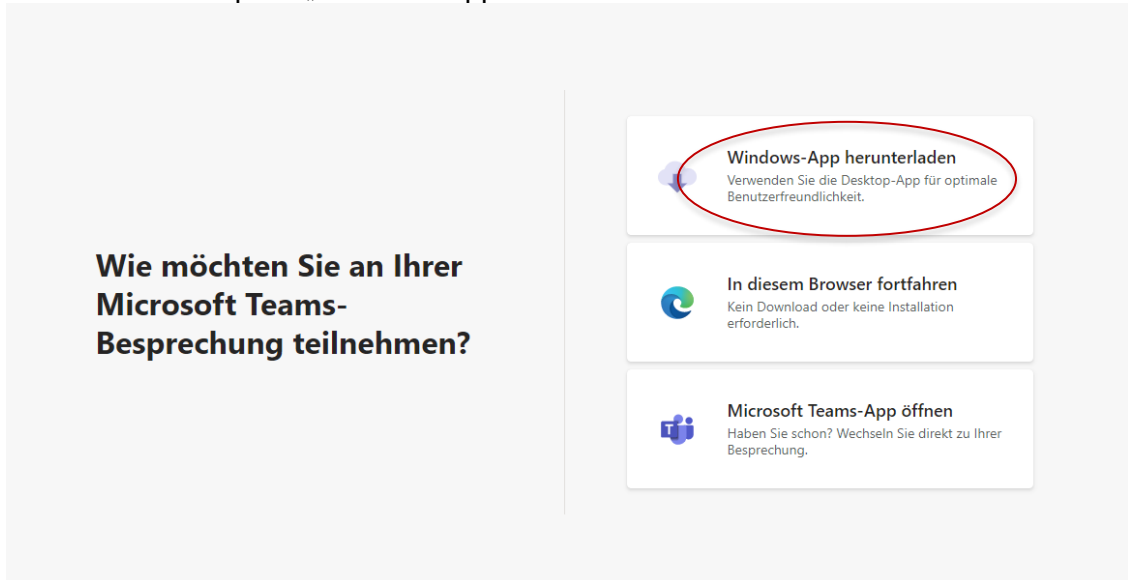 Wie möchten Sie an Ihrer
Microsoft Teams-
Besprechung teilnehmen?
Windows-App herunterladen
Verwenden Sie die Desktop-App für optimale
Benutzerfreundlichkeit.
In diesem Browser fortfahren
Kein Download oder keine Installation
erforderlich.
Microsoft Teams-App öffnen
Haben Sie schon? Wechseln Sie direkt zu Ihrer
Besprechung.